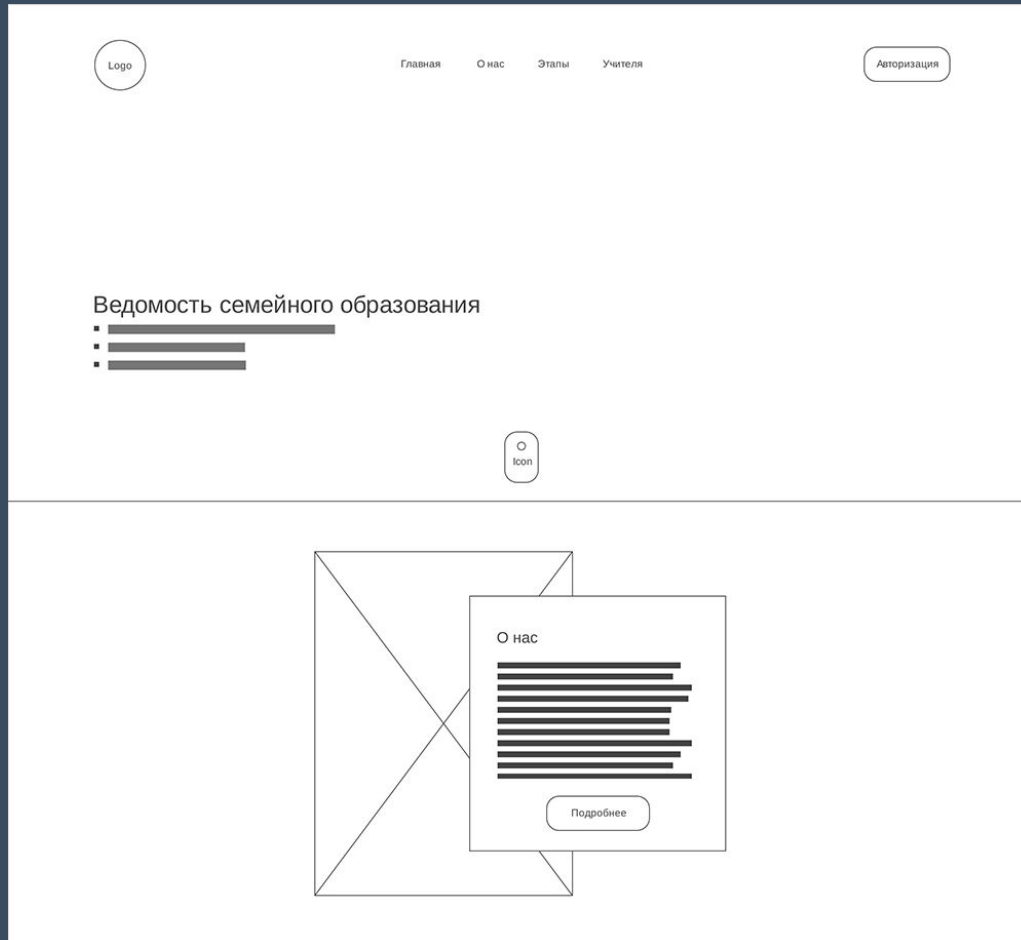 Logo
Главная О нас Этапы Учителя
Авторизация
Ведомость семейного образования
Icon
О нас
Подробнее